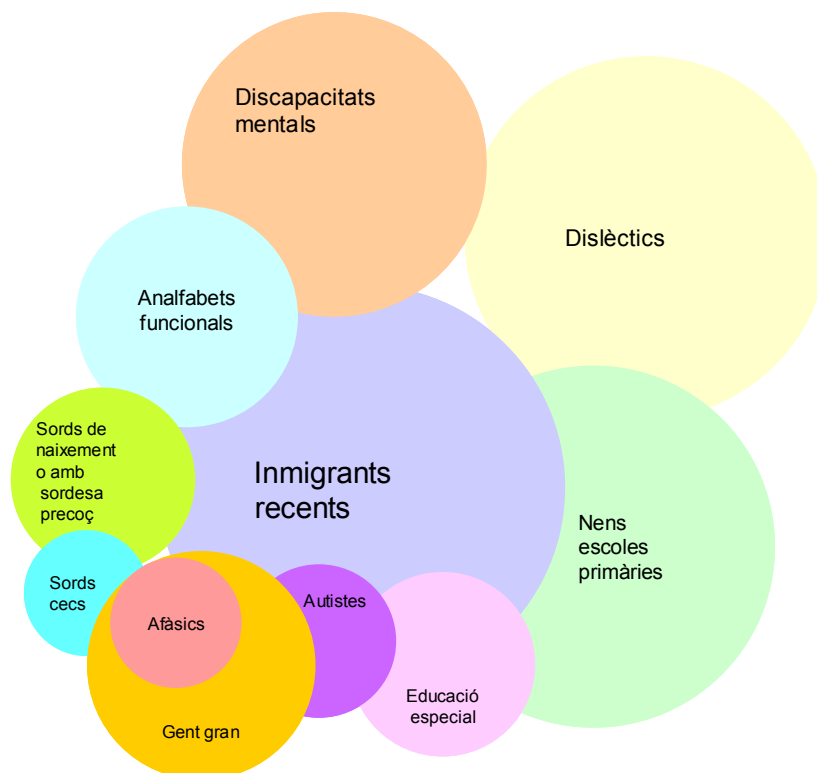 Discapacitats
mentals
Dislèctics
Analfabets
funcionals
Sords de
naixement
o amb
sordesa
precoç
Inmigrants
recents
Nens
escoles
primàries
Sords
cecs
Afàsics
Autistes
Educació
especial
Gent gran